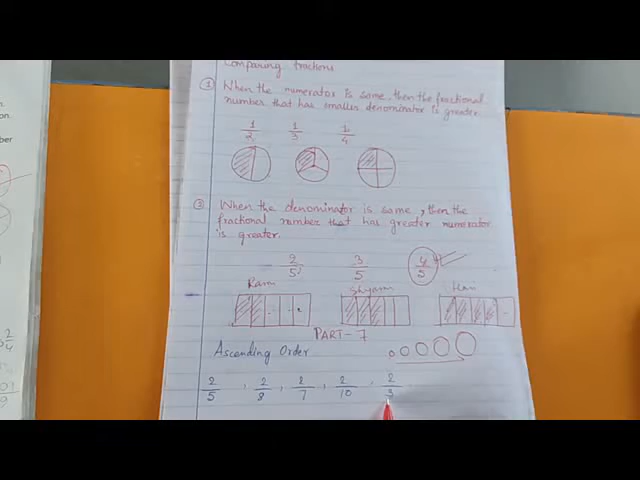 Comparing fractions
① When the numerator is same, then the fractional
number that has smaller denominator is greater.
1/2 1/3 1/4
② When the denominator is same, then the
fractional number that has greater numerator
is greater.
2/5 3/5 4/5
Ram Shyam Hari
PART-7
Ascending Order
2/5, 2/8, 2/7, 2/10, 2/3